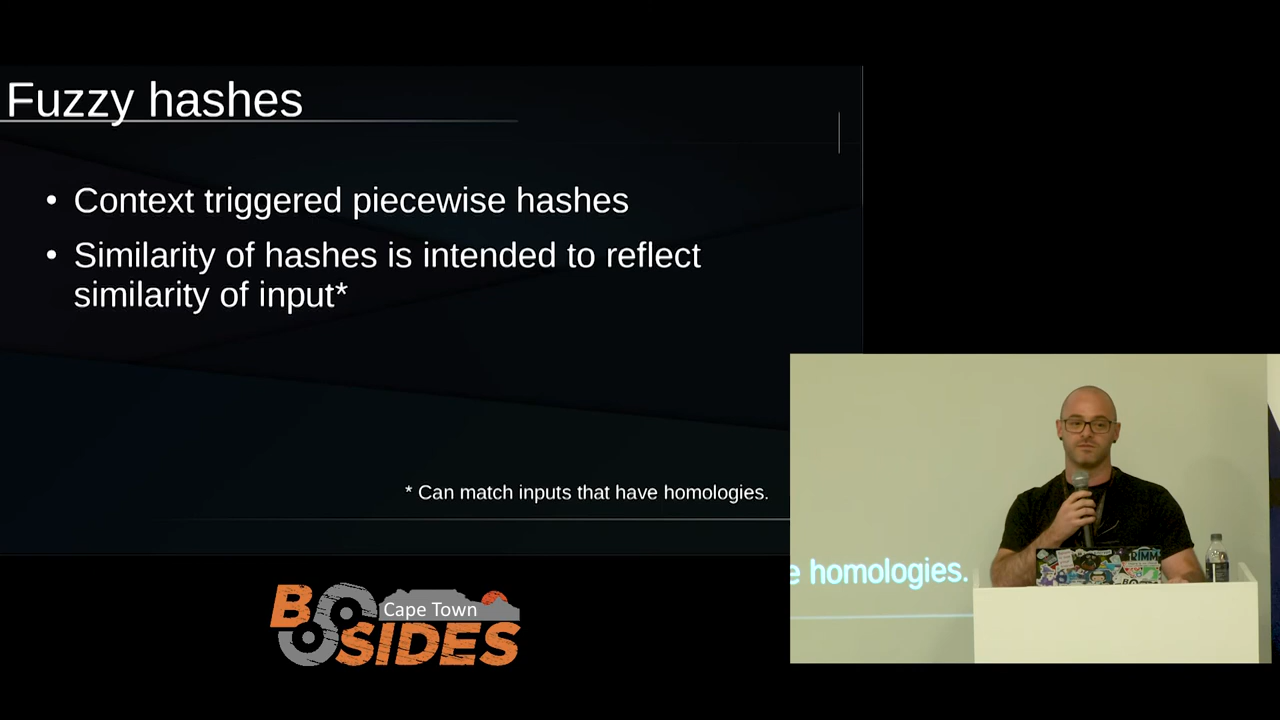 Fuzzy hashes
• Context triggered piecewise hashes
• Similarity of hashes is intended to reflect
similarity of input*
* Can match inputs that have homologies.
e homologies.
BSIDES
Cape Town